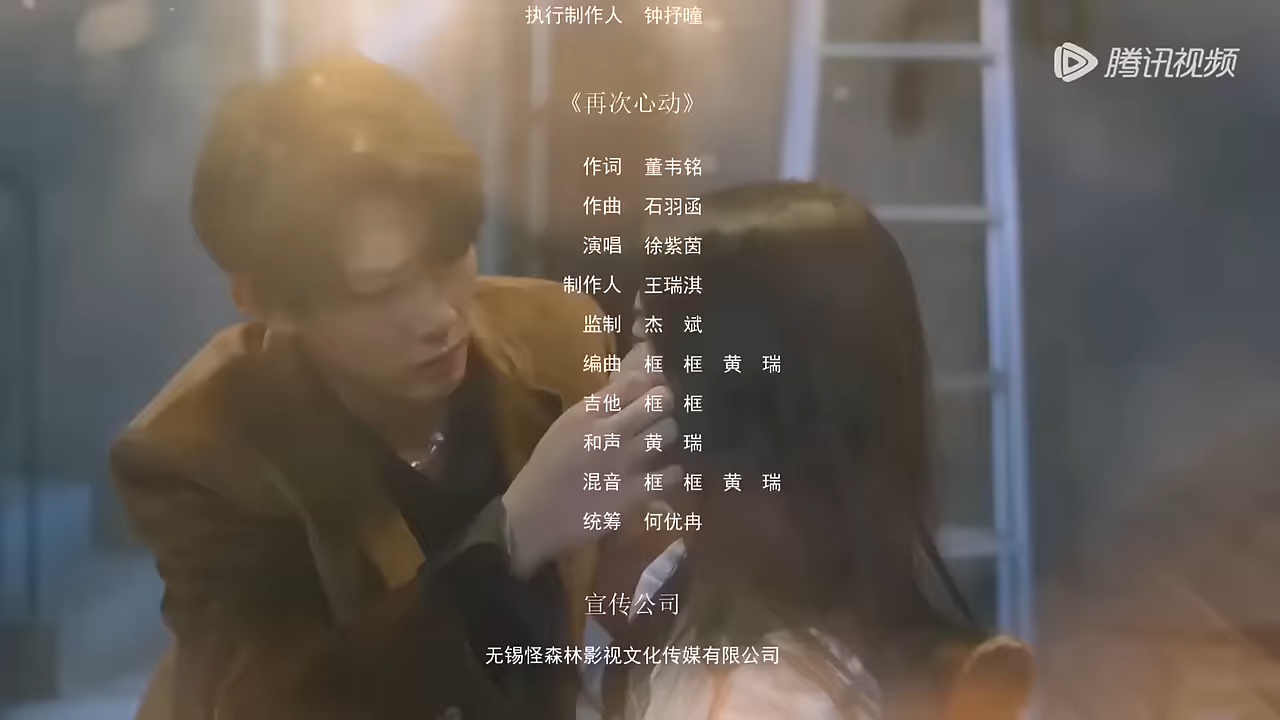 执行制作人 钟抒曈
腾讯视频
《再次心动》
作词 董韦铭
作曲 石羽函
演唱 徐紫茵
制作人 王瑞淇
监制 杰 斌
编曲 框 框 黄 瑞
吉他 框 框
和声 黄 瑞
混音 框 框 黄 瑞
统筹 何优冉
宣传公司
无锡怪森林影视文化传媒有限公司